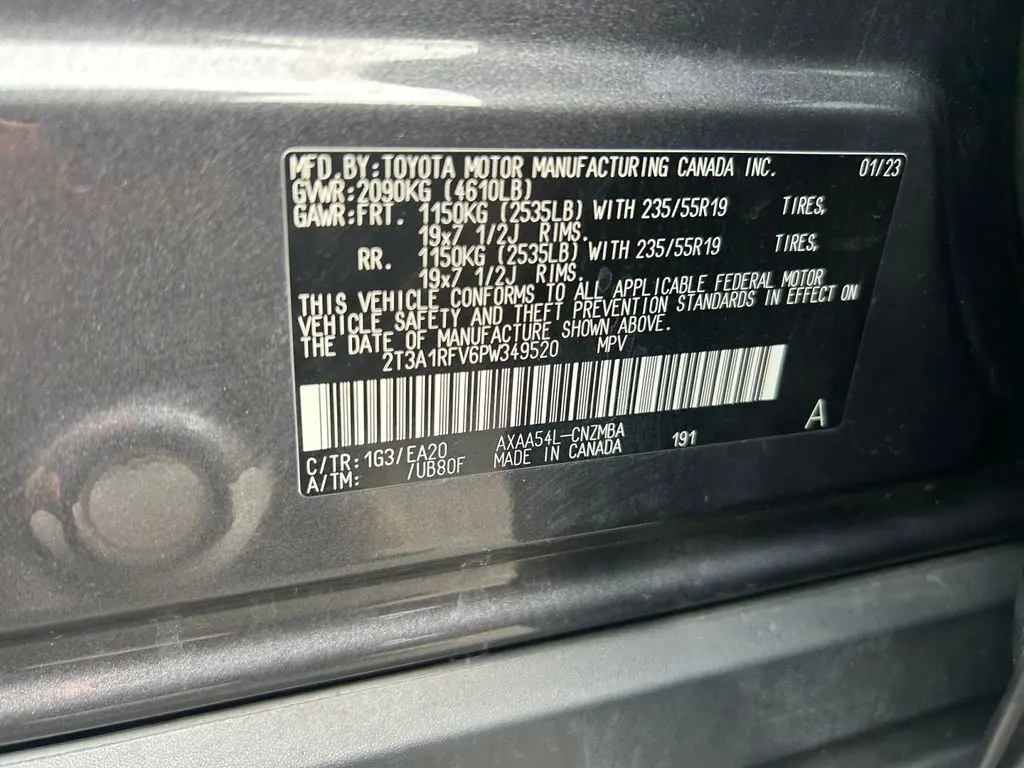 MFD.BY:TOYOTA MOTOR MANUFACTURING CANADA INC. 01/23
GVWR:2090KG (4610LB)
GAWR:FRT. 1150KG (2535LB) WITH 235/55R19 TIRES,
19x7 1/2J RIMS.
RR. 1150KG (2535LB) WITH 235/55R19 TIRES,
19x7 1/2J RIMS.
THIS VEHICLE CONFORMS TO ALL APPLICABLE FEDERAL MOTOR
VEHICLE SAFETY AND THEFT PREVENTION STANDARDS IN EFFECT ON
THE DATE OF MANUFACTURE SHOWN ABOVE.
2T3A1RFV6PW349520 MPV
A
C/TR:1G3/EA20 AXAA54L-CNZMBA 191
A/TM: /UB80F MADE IN CANADA